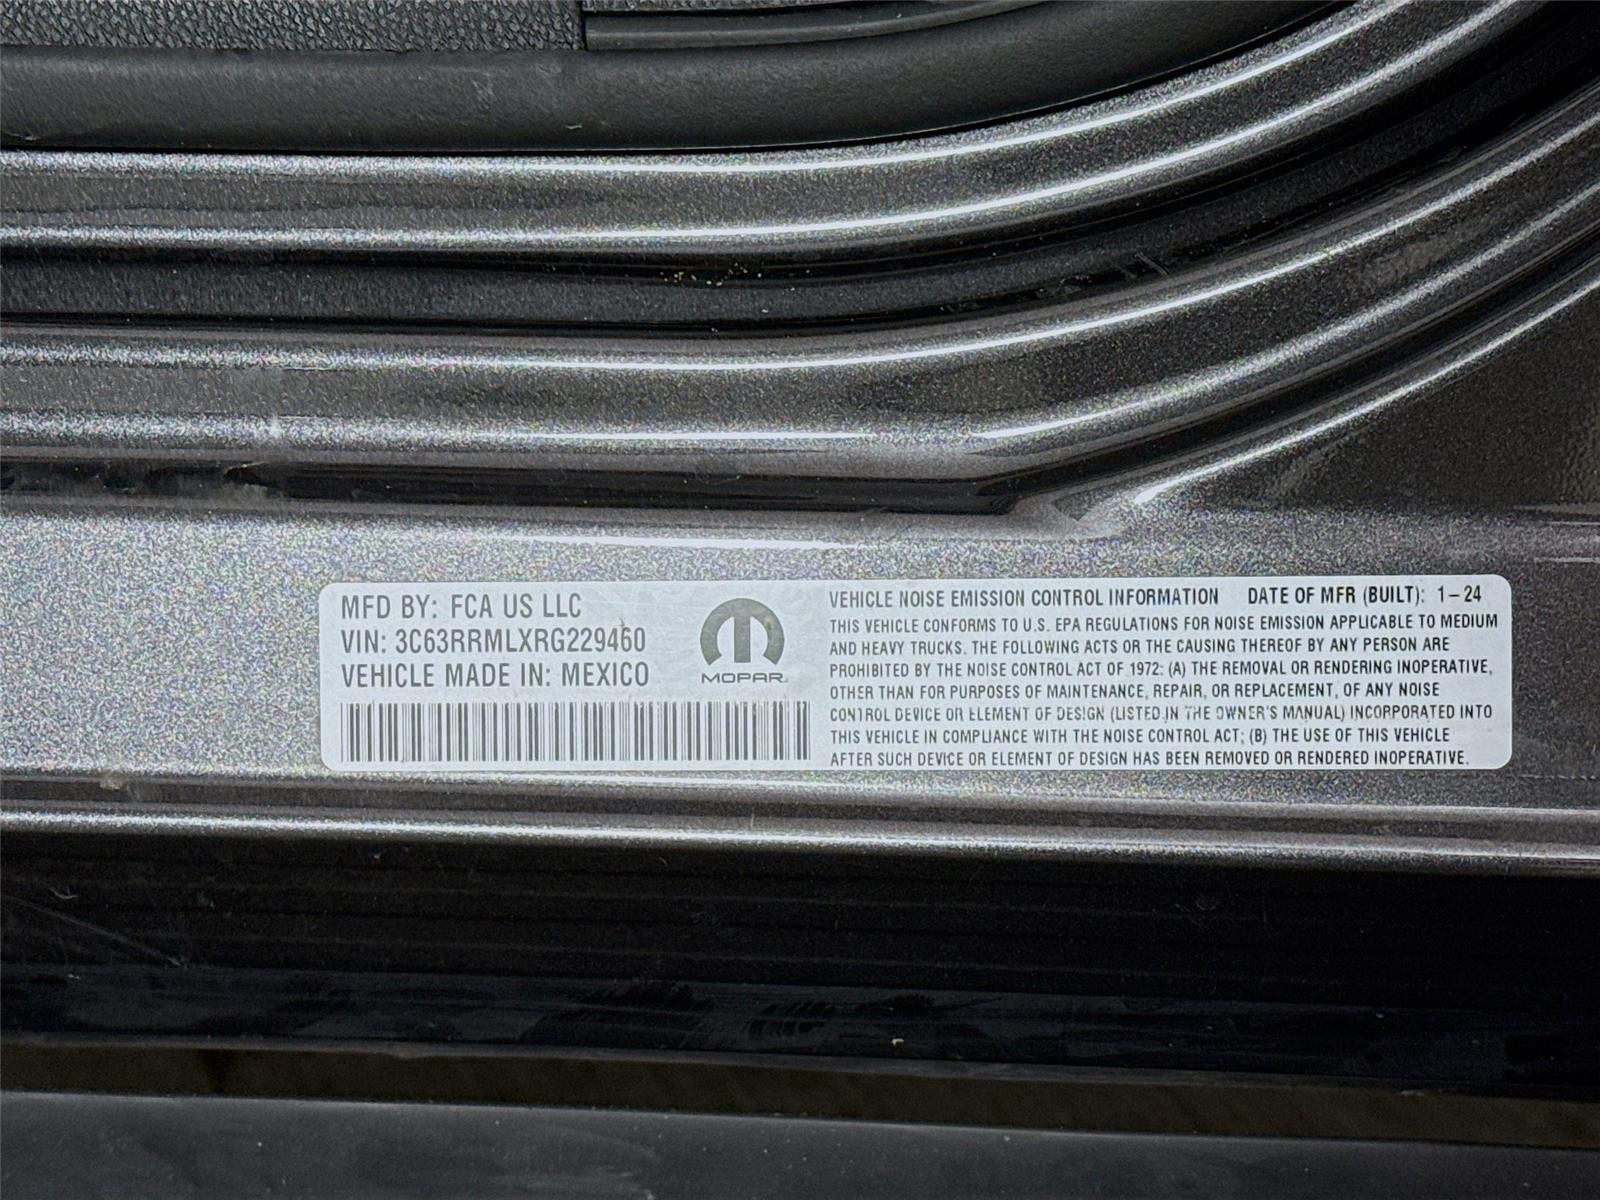 MFD BY: FCA US LLC
VIN: 3C63RRMLXRG229460
VEHICLE MADE IN: MEXICO
MOPAR
VEHICLE NOISE EMISSION CONTROL INFORMATION DATE OF MFR (BUILT): 1-24
THIS VEHICLE CONFORMS TO U.S. EPA REGULATIONS FOR NOISE EMISSION APPLICABLE TO MEDIUM
AND HEAVY TRUCKS. THE FOLLOWING ACTS OR THE CAUSING THEREOF BY ANY PERSON ARE
PROHIBITED BY THE NOISE CONTROL ACT OF 1972: (A) THE REMOVAL OR RENDERING INOPERATIVE,
OTHER THAN FOR PURPOSES OF MAINTENANCE, REPAIR, OR REPLACEMENT, OF ANY NOISE
CONTROL DEVICE OR ELEMENT OF DESIGN (LISTED IN THE OWNER'S MANUAL) INCORPORATED INTO
THIS VEHICLE IN COMPLIANCE WITH THE NOISE CONTROL ACT; (B) THE USE OF THIS VEHICLE
AFTER SUCH DEVICE OR ELEMENT OF DESIGN HAS BEEN REMOVED OR RENDERED INOPERATIVE.